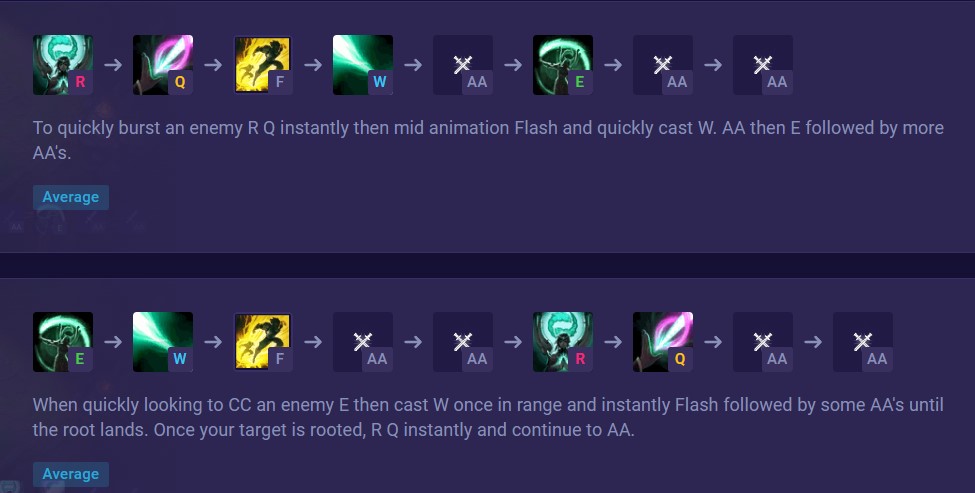 R Q F W AA E AA AA
To quickly burst an enemy R Q instantly then mid animation Flash and quickly cast W. AA then E followed by more
AA's.
Average
E W F AA AA R Q AA AA
When quickly looking to CC an enemy E then cast W once in range and instantly Flash followed by some AA's until
the root lands. Once your target is rooted, R Q instantly and continue to AA.
Average